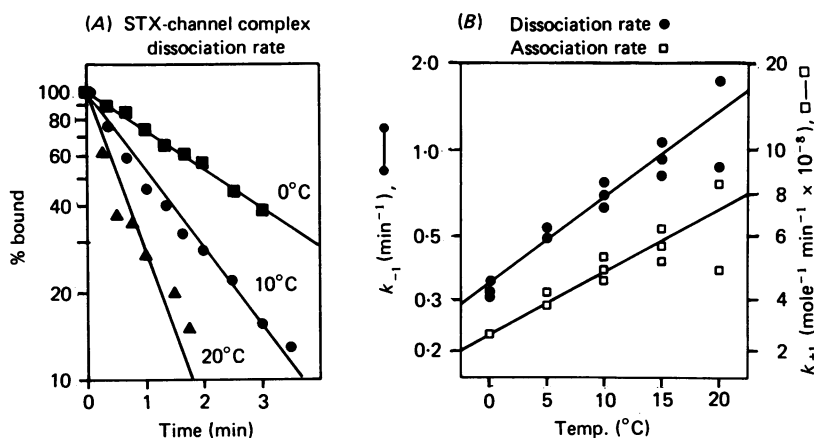 (A) STX-channel complex
dissociation rate
100
80
60
40
20
10
% bound
0°C
10°C
20°C
0
1
2
3
Time (min)
(B) Dissociation rate ●
Association rate □
2·0
1·0
0·5
0·3
0·2
k₋₁ (min⁻¹), ●—●
20
10
8
6
4
2
k₊₁ (mole⁻¹ min⁻¹ × 10⁻⁸), □—□
0
5
10
15
20
Temp. (°C)